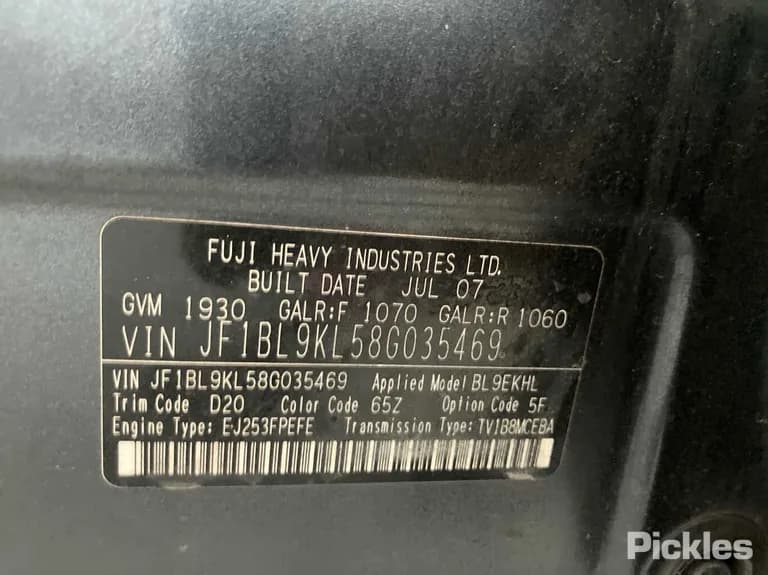 FUJI HEAVY INDUSTRIES LTD.
BUILT DATE JUL 07
GVM 1930 GALR:F 1070 GALR:R 1060
VIN JF1BL9KL58G035469
VIN JF1BL9KL58G035469 Applied Model BL9EKHL
Trim Code D20 Color Code 65Z Option Code 5F
Engine Type: EJ253FPEFE Transmission Type: TV1B8MCEBA
Pickles